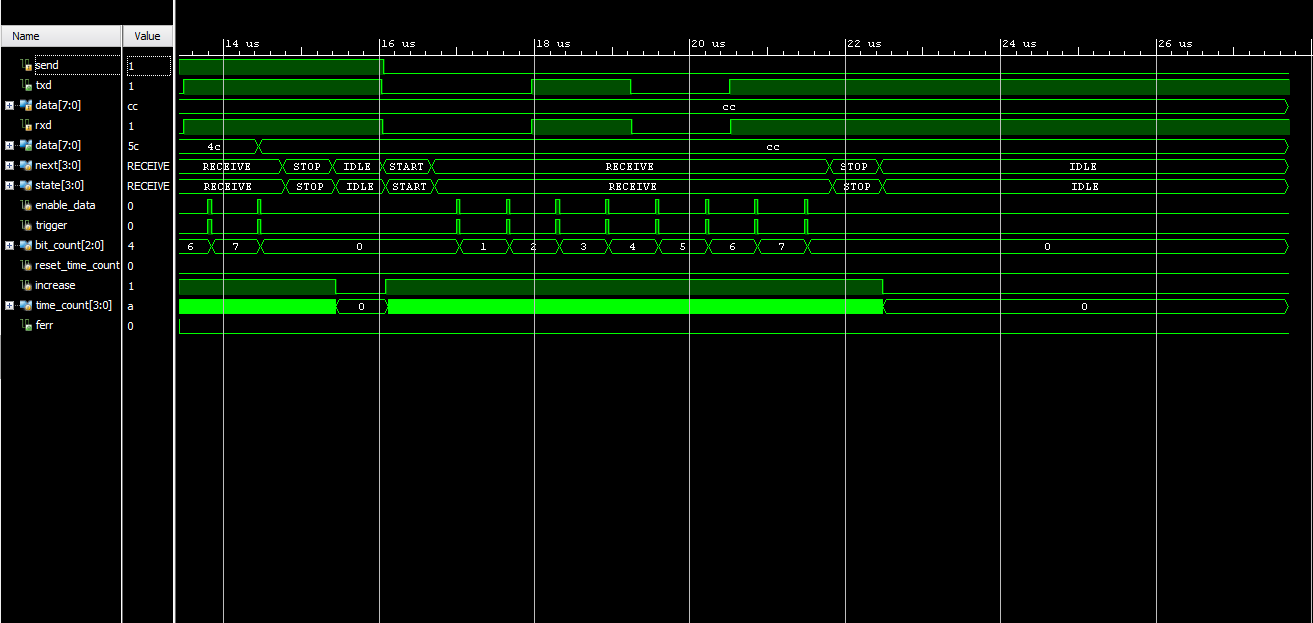 Name Value
14 us 16 us 18 us 20 us 22 us 24 us 26 us
send 1
txd 1
data[7:0] cc cc
rxd 1
data[7:0] 5c 4c cc
next[3:0] RECEIVE RECEIVE STOP IDLE START RECEIVE STOP IDLE
state[3:0] RECEIVE RECEIVE STOP IDLE START RECEIVE STOP IDLE
enable_data 0
trigger 0
bit_count[2:0] 4 6 7 0 1 2 3 4 5 6 7 0
reset_time_count 0
increase 1
time_count[3:0] a 0 0
ferr 0